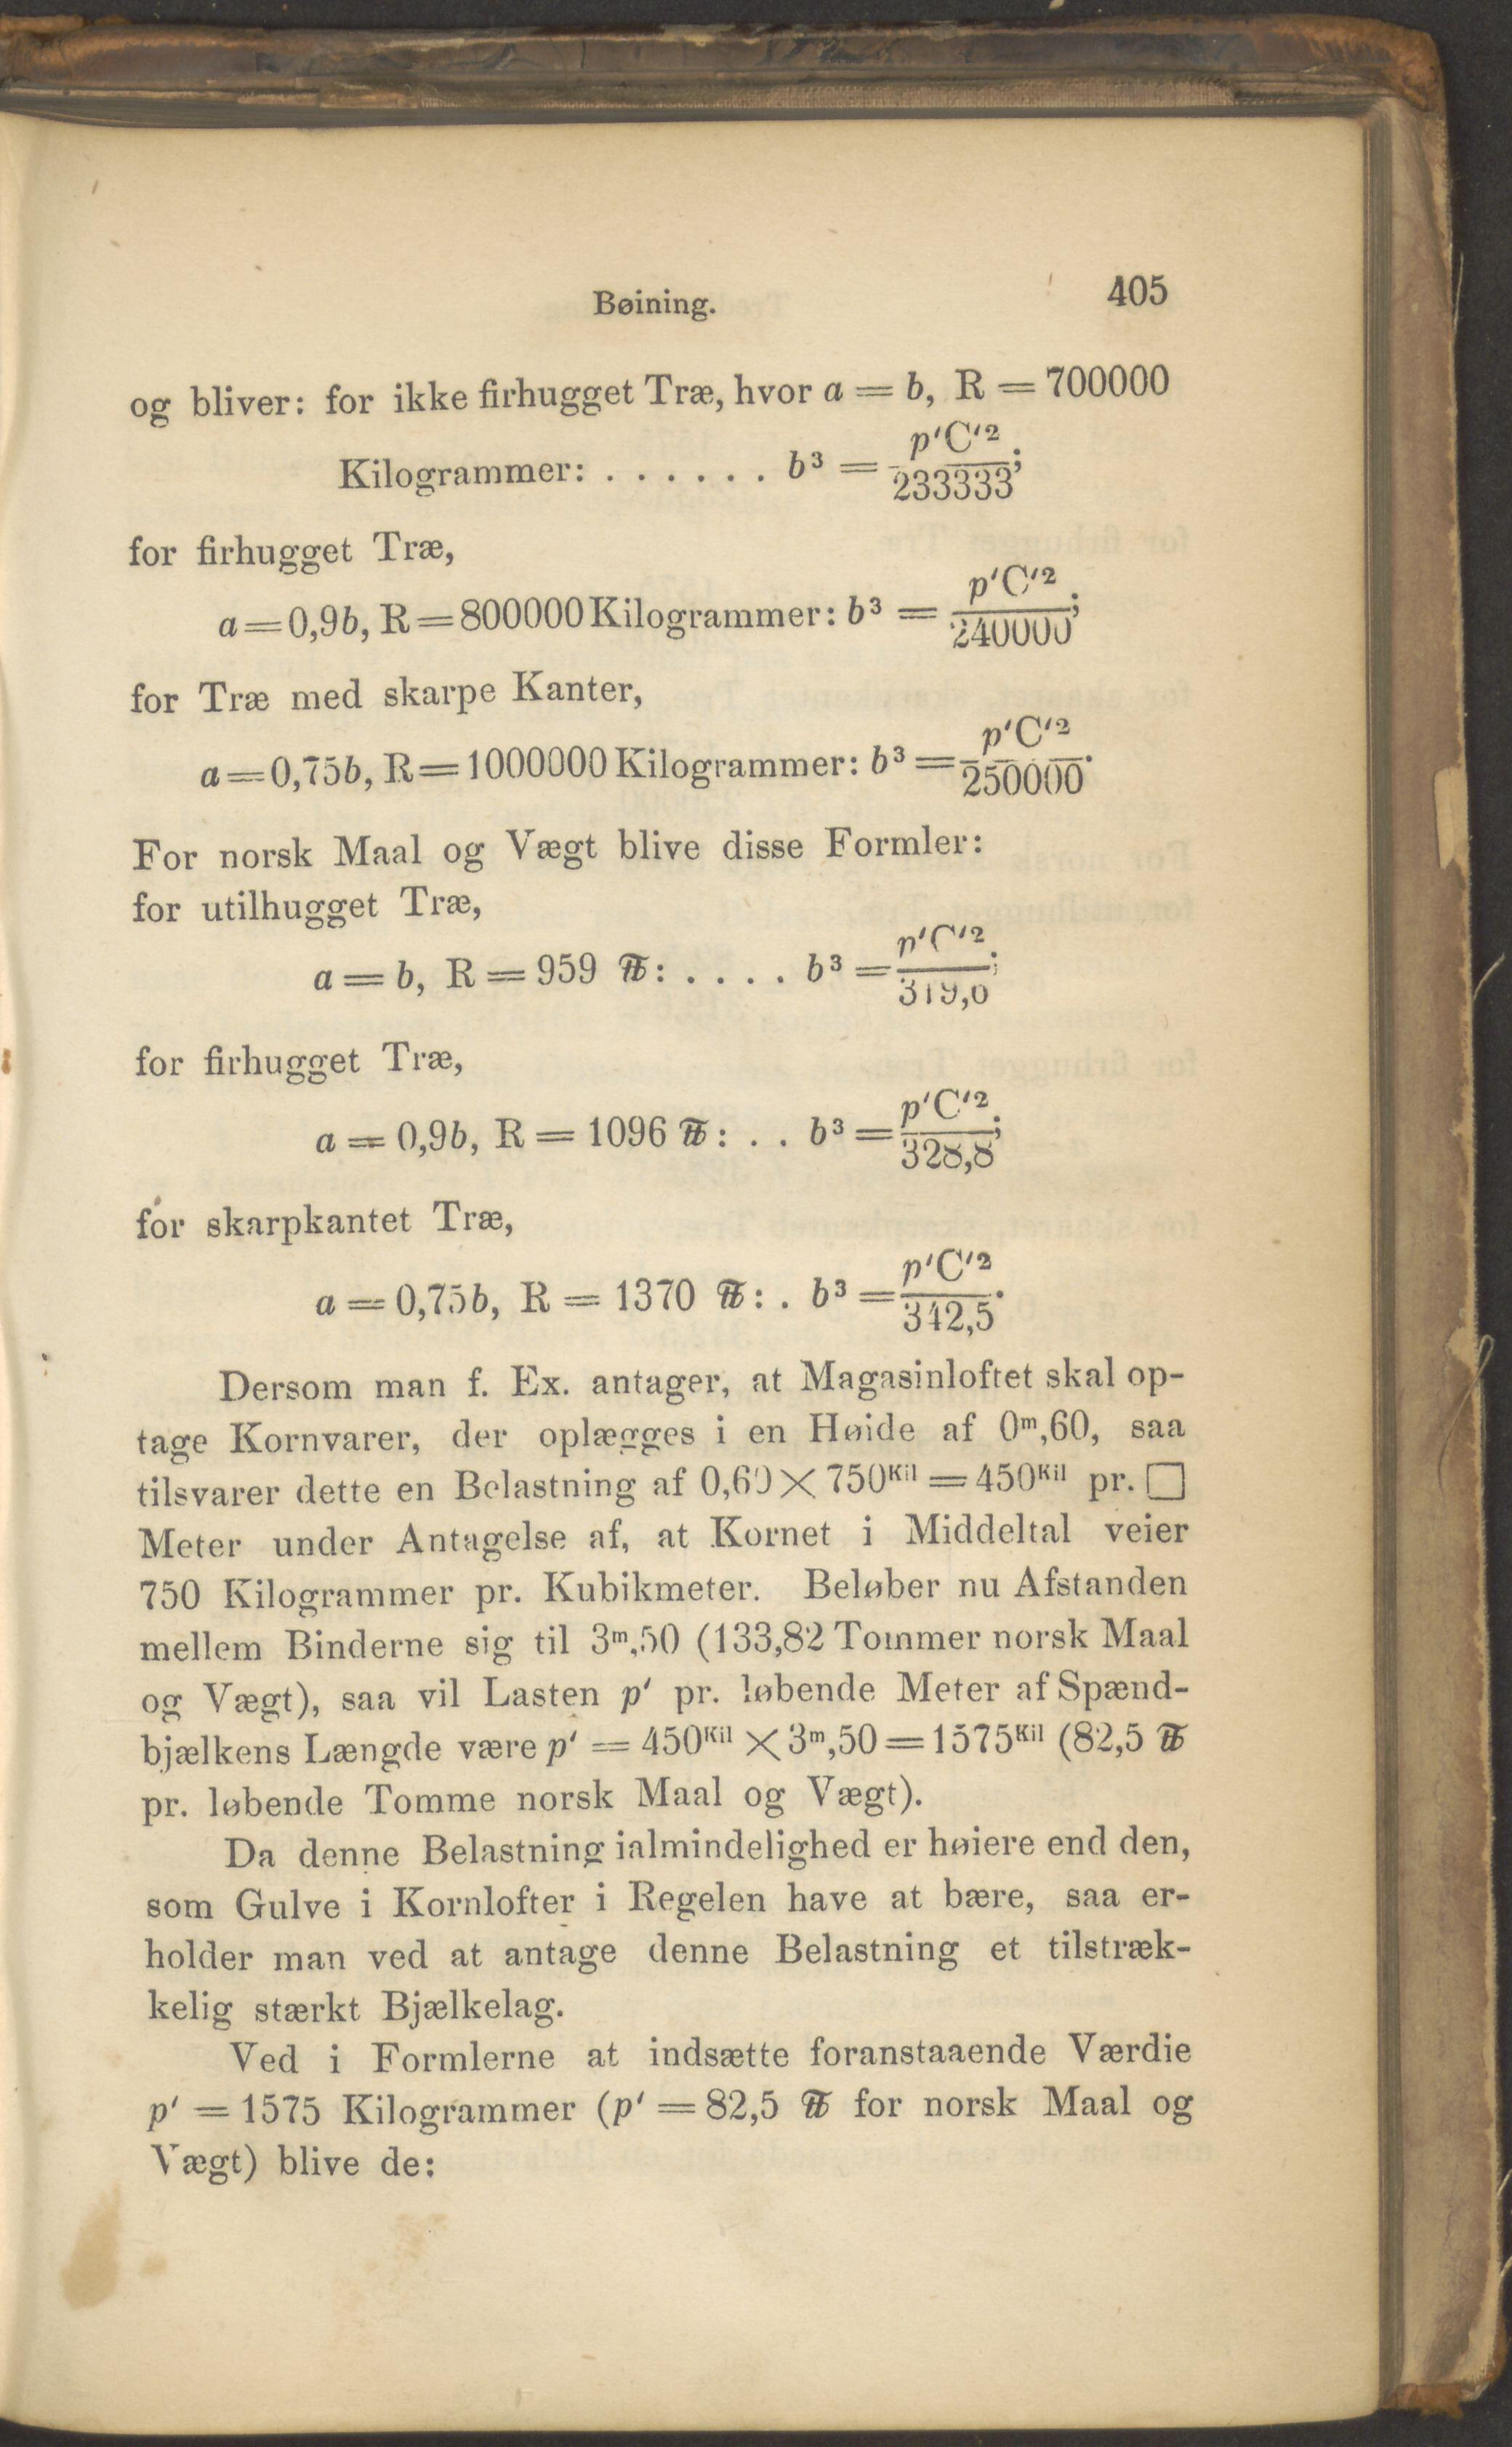 Bøining. 405
og bliver: for ikke firhugget Træ, hvor a = b, R = 700000
Kilogrammer: . . . . . . b³ = p′C′²/233333;
for firhugget Træ,
a=0,9b, R=800000 Kilogrammer: b³ = p′C′²/240000;
for Træ med skarpe Kanter,
a=0,75b, R=1000000 Kilogrammer: b³ = p′C′²/250000.
For norsk Maal og Vægt blive disse Formler:
for utilhugget Træ,
a = b, R = 959 ℔: . . . . b³ = p′C′²/319,6;
for firhugget Træ,
a = 0,9b, R = 1096 ℔: . . b³ = p′C′²/328,8;
for skarpkantet Træ,
a = 0,75b, R = 1370 ℔: . b³ = p′C′²/342,5.
Dersom man f. Ex. antager, at Magasinloftet skal op-
tage Kornvarer, der oplægges i en Høide af 0ᵐ,60, saa
tilsvarer dette en Belastning af 0,60 × 750ᴷⁱˡ = 450ᴷⁱˡ pr. □
Meter under Antagelse af, at Kornet i Middeltal veier
750 Kilogrammer pr. Kubikmeter. Beløber nu Afstanden
mellem Binderne sig til 3ᵐ,50 (133,82 Tommer norsk Maal
og Vægt), saa vil Lasten p′ pr. løbende Meter af Spænd-
bjælkens Længde være p′ = 450ᴷⁱˡ × 3ᵐ,50 = 1575ᴷⁱˡ (82,5 ℔
pr. løbende Tomme norsk Maal og Vægt).
Da denne Belastning ialmindelighed er høiere end den,
som Gulve i Kornlofter i Regelen have at bære, saa er-
holder man ved at antage denne Belastning et tilstræk-
kelig stærkt Bjælkelag.
Ved i Formlerne at indsætte foranstaaende Værdie
p′ = 1575 Kilogrammer (p′ = 82,5 ℔ for norsk Maal og
Vægt) blive de: